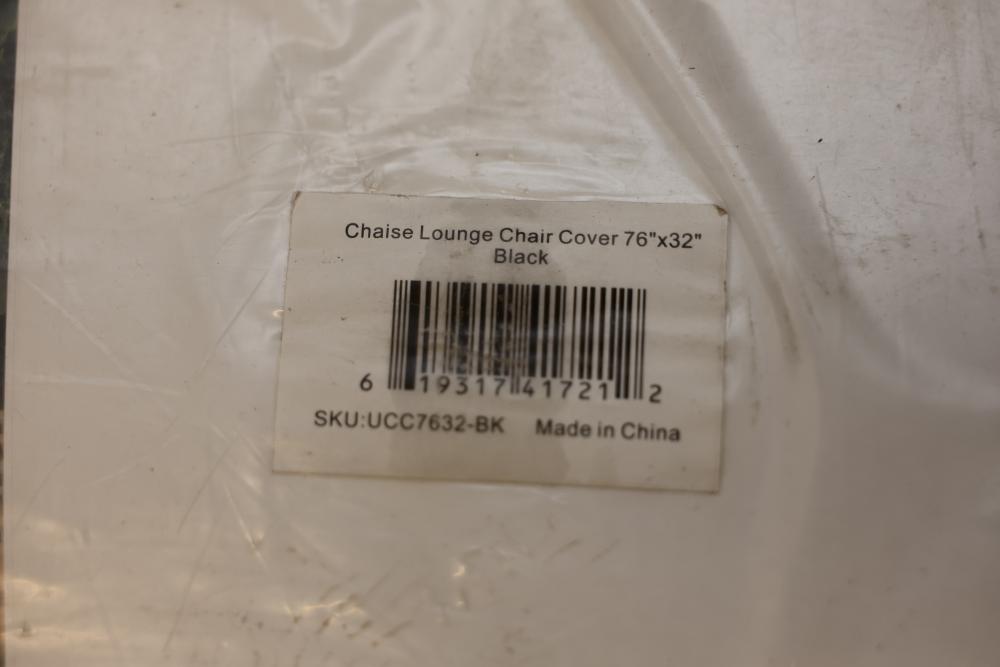 Chaise Lounge Chair Cover 76"x32"
Black
6 19317 41721 2
SKU:UCC7632-BK Made in China